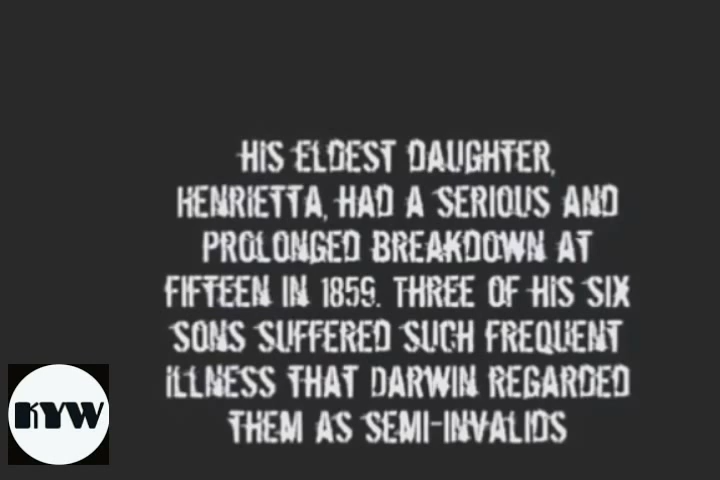 HIS ELDEST DAUGHTER,
HENRIETTA, HAD A SERIOUS AND
PROLONGED BREAKDOWN AT
FIFTEEN IN 1859. THREE OF HIS SIX
SONS SUFFERED SUCH FREQUENT
ILLNESS THAT DARWIN REGARDED
THEM AS SEMI-INVALIDS
KYW